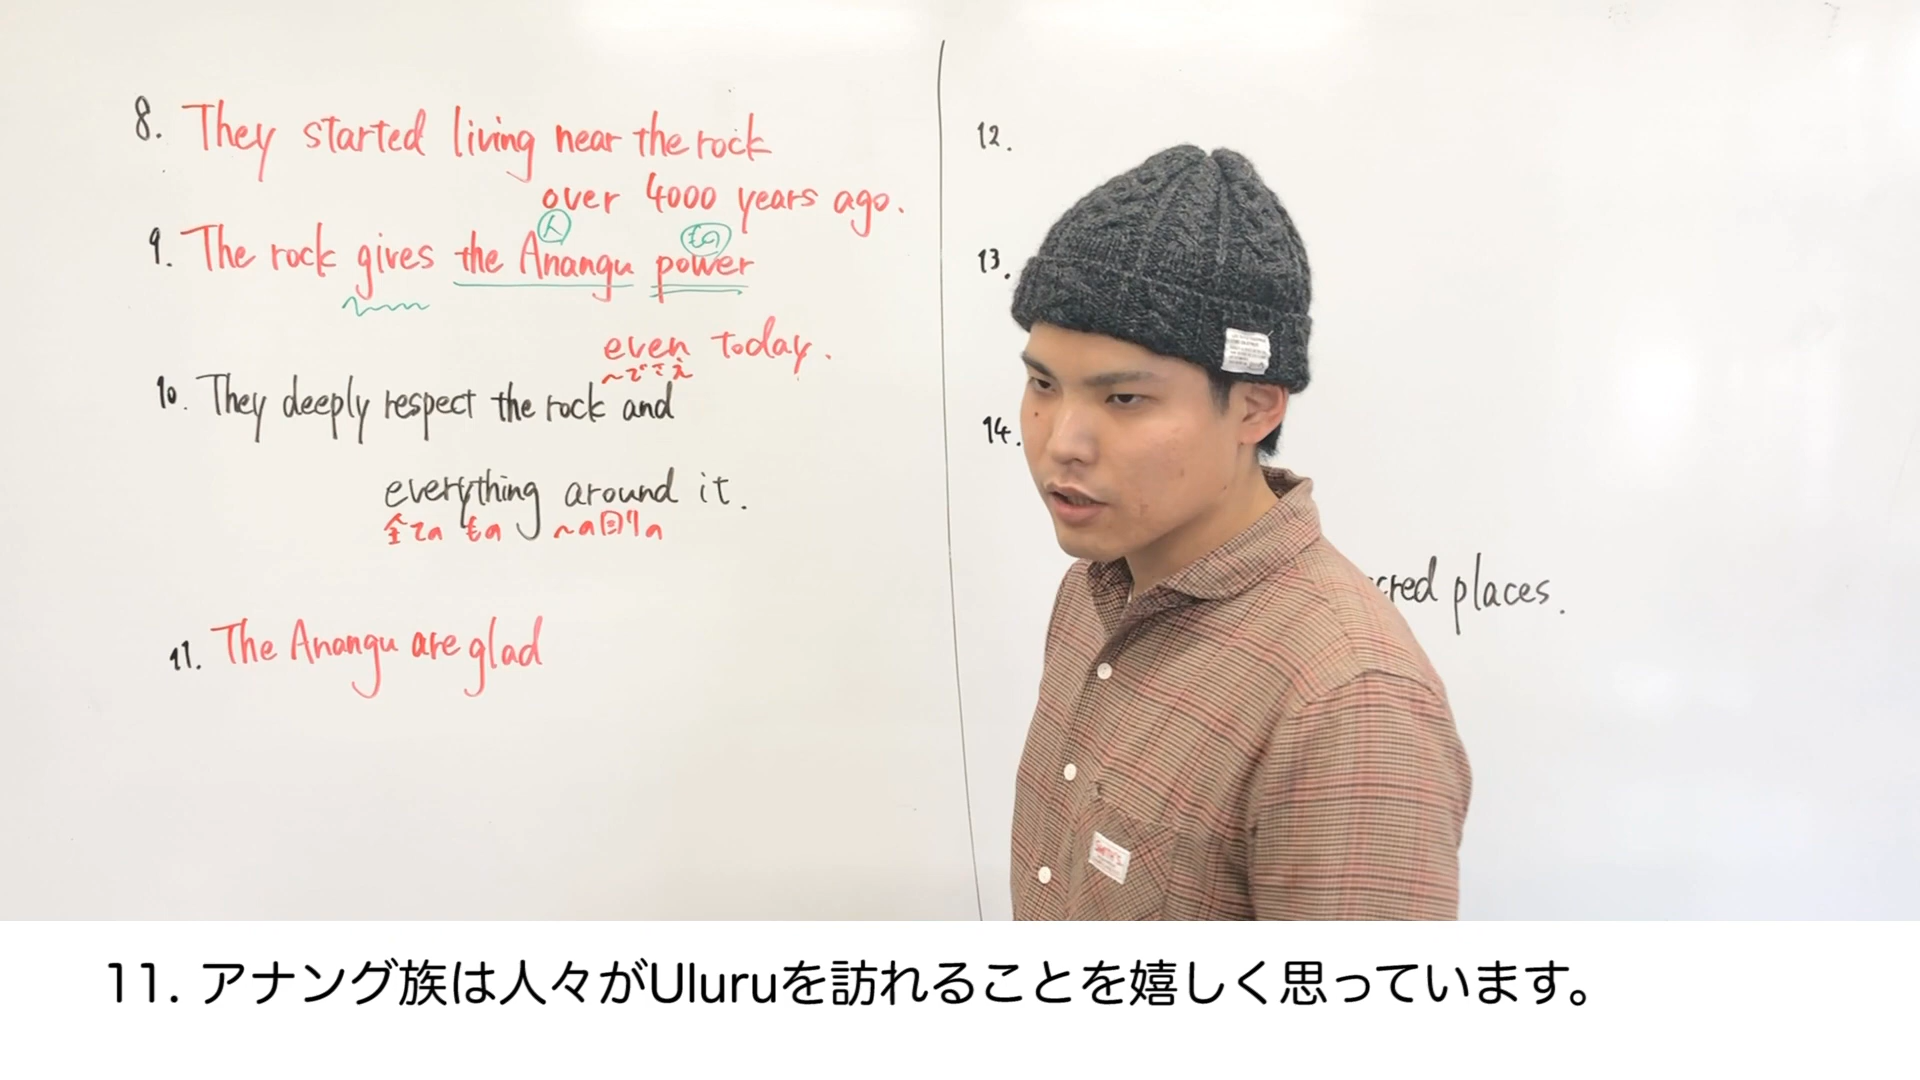 8. They started living near the rock
over 4000 years ago.
人 もの
9. The rock gives the Anangu power
even today.
～でさえ
10. They deeply respect the rock and
everything around it.
全ての もの ～の回りの
11. The Anangu are glad
12.
13.
14.
places.
11. アナング族は人々がUluruを訪れることを嬉しく思っています。